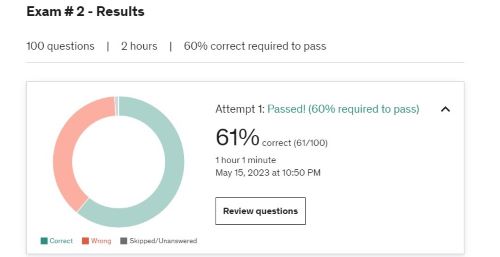 Exam # 2 - Results
100 questions | 2 hours | 60% correct required to pass
Attempt 1: Passed! (60% required to pass)
61% correct (61/100)
1 hour 1 minute
May 15, 2023 at 10:50 PM
Review questions
Correct Wrong Skipped/Unanswered